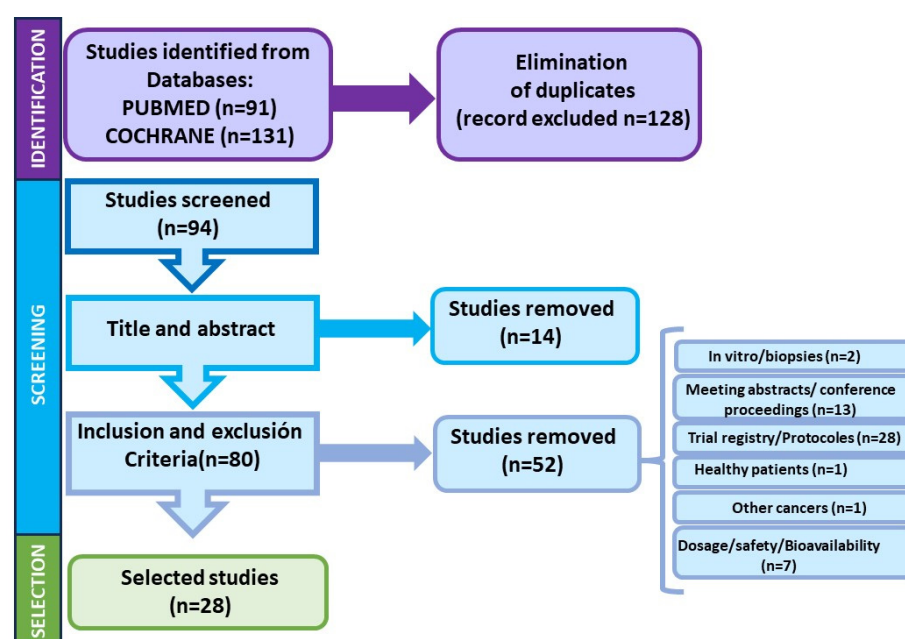 IDENTIFICATION
Studies identified from
Databases:
PUBMED (n=91)
COCHRANE (n=131)
Elimination
of duplicates
(record excluded n=128)
SCREENING
Studies screened
(n=94)
Title and abstract
Studies removed
(n=14)
Inclusion and exclusión
Criteria(n=80)
Studies removed
(n=52)
In vitro/biopsies (n=2)
Meeting abstracts/ conference
proceedings (n=13)
Trial registry/Protocoles (n=28)
Healthy patients (n=1)
Other cancers (n=1)
Dosage/safety/Bioavailability
(n=7)
SELECTION
Selected studies
(n=28)